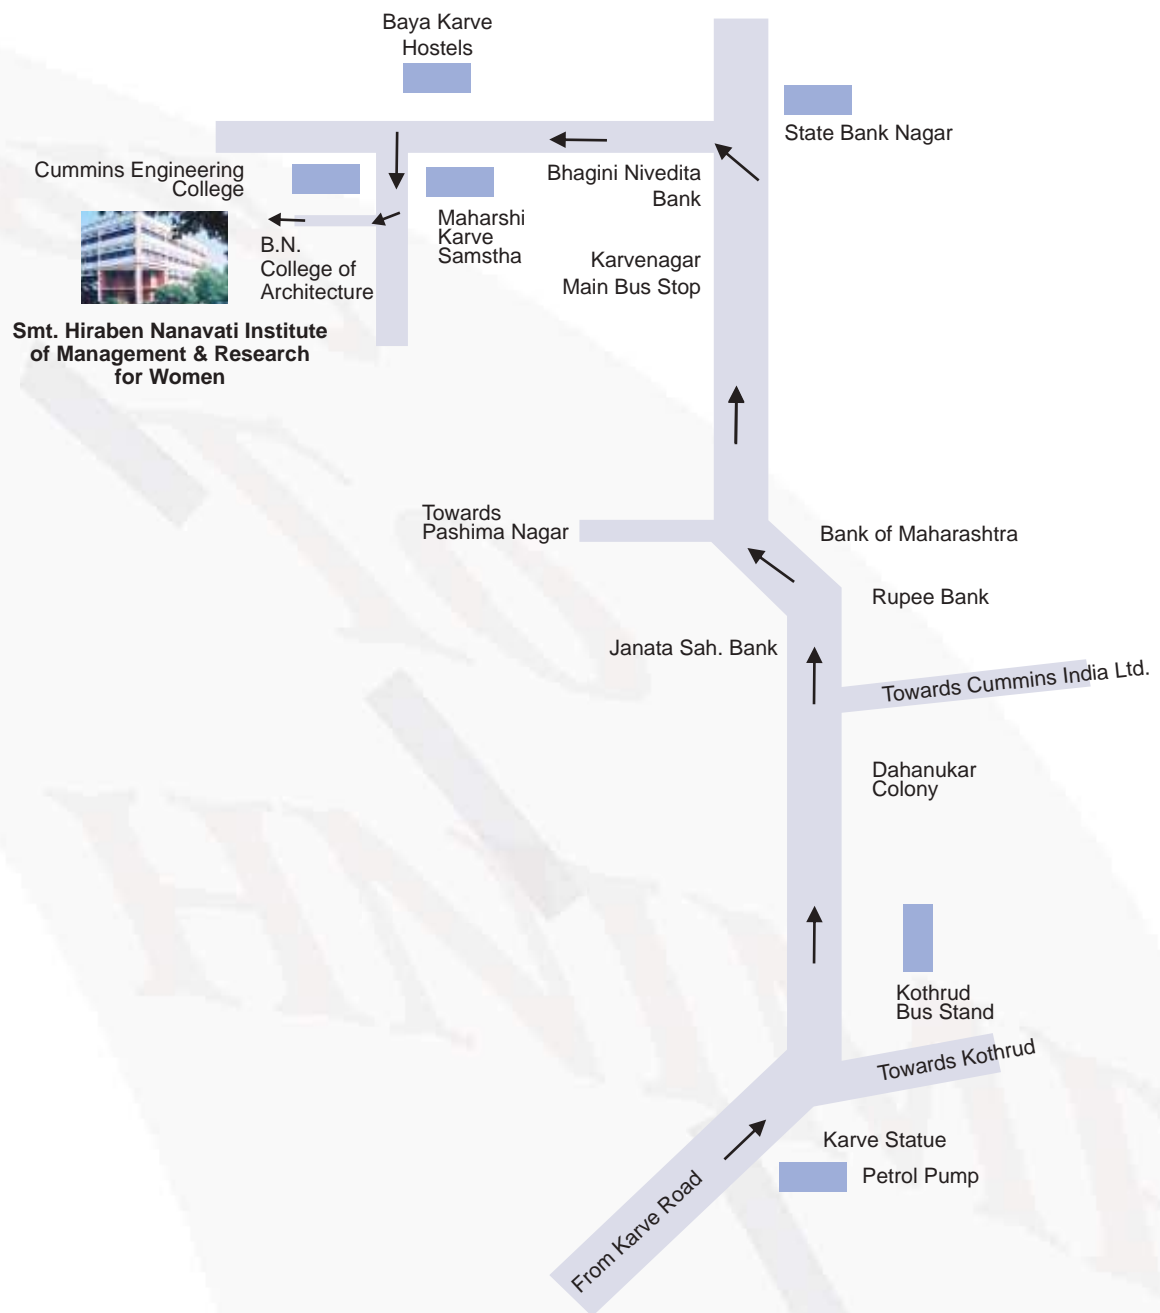 Baya Karve
Hostels
State Bank Nagar
Cummins Engineering
College
Bhagini Nivedita
Bank
Maharshi
Karve
Samstha
B.N.
College of
Architecture
Karvenagar
Main Bus Stop
Smt. Hiraben Nanavati Institute
of Management & Research
for Women
Towards
Pashima Nagar
Bank of Maharashtra
Rupee Bank
Janata Sah. Bank
Towards Cummins India Ltd.
Dahanukar
Colony
Kothrud
Bus Stand
Towards Kothrud
Karve Statue
Petrol Pump
From Karve Road